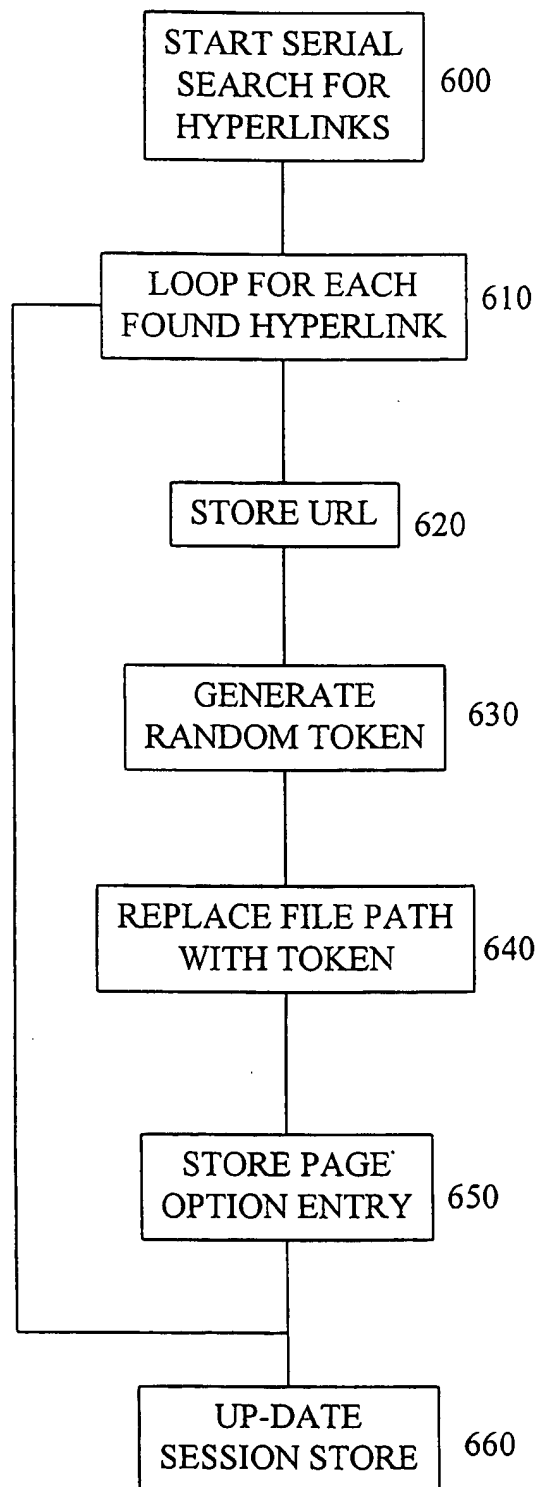 START SERIAL
SEARCH FOR
HYPERLINKS
600
LOOP FOR EACH
FOUND HYPERLINK
610
STORE URL
620
GENERATE
RANDOM TOKEN
630
REPLACE FILE PATH
WITH TOKEN
640
STORE PAGE
OPTION ENTRY
650
UP-DATE
SESSION STORE
660